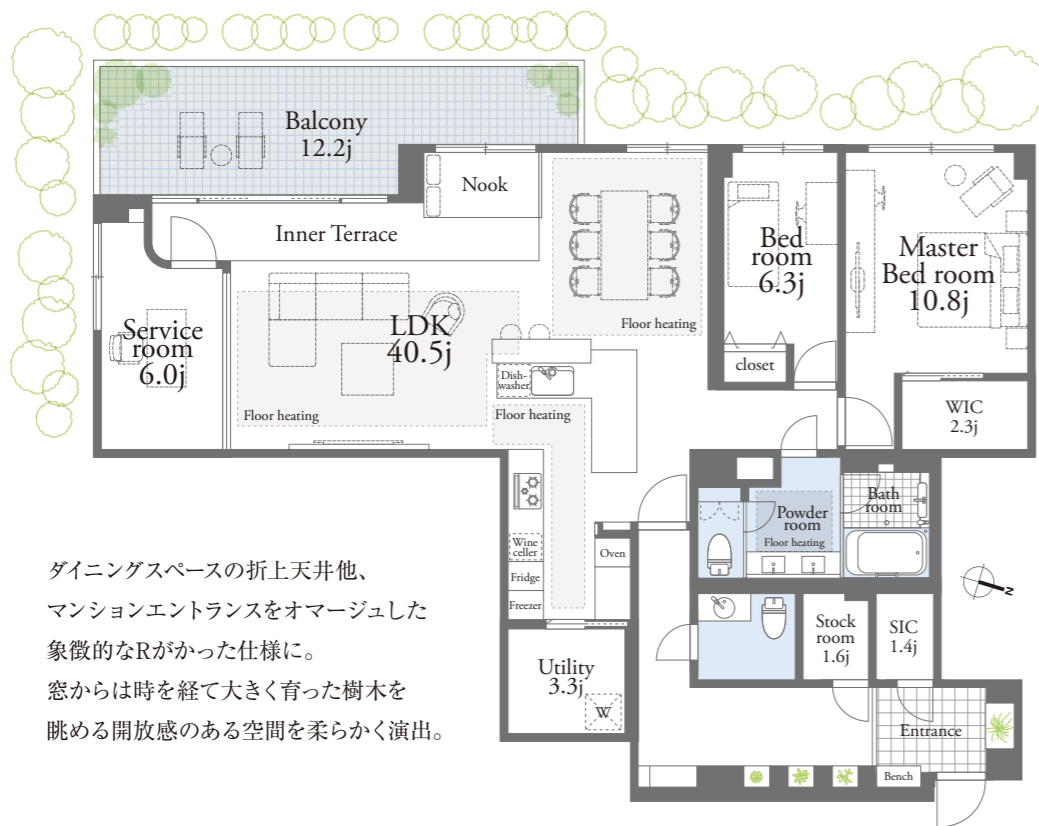 Balcony
12.2j
Nook
Inner Terrace
Bed
room
6.3j
Master
Bed room
10.8j
Service
room
6.0j
LDK
40.5j
Floor heating
Floor heating
closet
Dish-
washer
Floor heating
WIC
2.3j
Wine
celler
Fridge
Freezer
Oven
Powder
room
Floor heating
Bath
room
N
Utility
3.3j
W
Stock
room
1.6j
SIC
1.4j
Entrance
Bench
ダイニングスペースの折上天井他、
マンションエントランスをオマージュした
象徴的なRがかった仕様に。
窓からは時を経て大きく育った樹木を
眺める開放感のある空間を柔らかく演出。